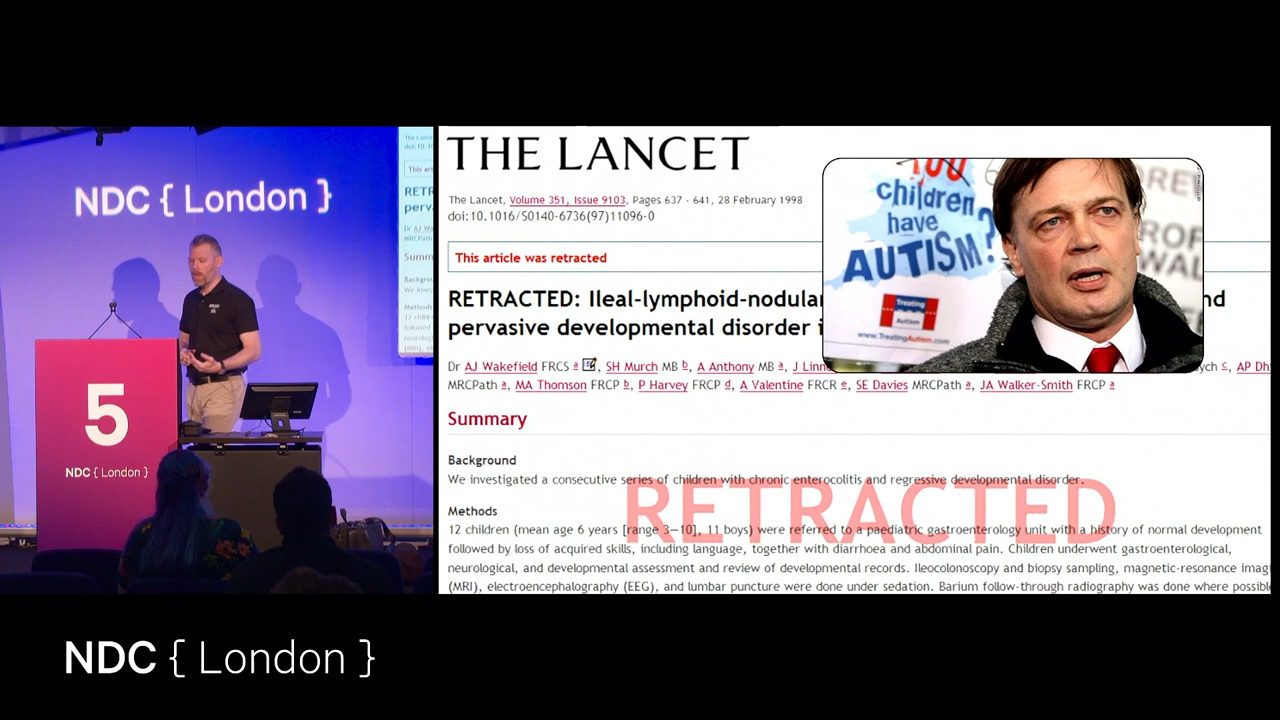 NDC { London }
5
NDC { London }
THE LANCET
The Lancet, Volume 351, Issue 9103, Pages 637 - 641, 28 February 1998
doi:10.1016/S0140-6736(97)11096-0
This article was retracted
RETRACTED: Ileal-lymphoid-nodular
pervasive developmental disorder
Dr AJ Wakefield FRCS a, SH Murch MB b, A Anthony MB a, J Linn
MRCPath a, MA Thomson FRCP b, P Harvey FRCP d, A Valentine FRCR e, SE Davies MRCPath a, JA Walker-Smith FRCP a
children
have
AUTISM?
Treating
Autism
www.TreatingAutism.com
Summary
Background
We investigated a consecutive series of children with chronic enterocolitis and regressive developmental disorder.
RETRACTED
Methods
12 children (mean age 6 years [range 3–10], 11 boys) were referred to a paediatric gastroenterology unit with a history of normal development
followed by loss of acquired skills, including language, together with diarrhoea and abdominal pain. Children underwent gastroenterological,
neurological, and developmental assessment and review of developmental records. Ileocolonoscopy and biopsy sampling, magnetic-resonance imagi
(MRI), electroencephalography (EEG), and lumbar puncture were done under sedation. Barium follow-through radiography was done where possible
NDC { London }